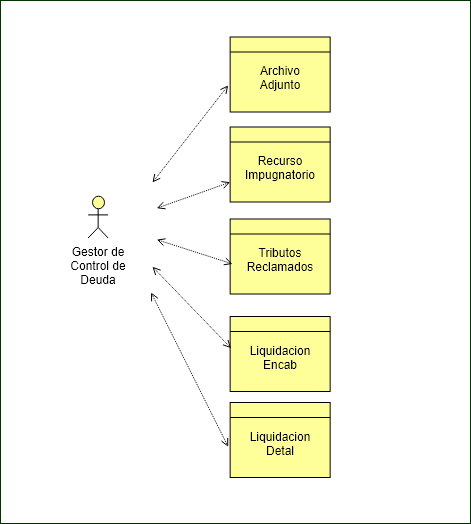 Archivo
Adjunto
Recurso
Impugnatorio
Gestor de
Control de
Deuda
Tributos
Reclamados
Liquidacion
Encab
Liquidacion
Detal